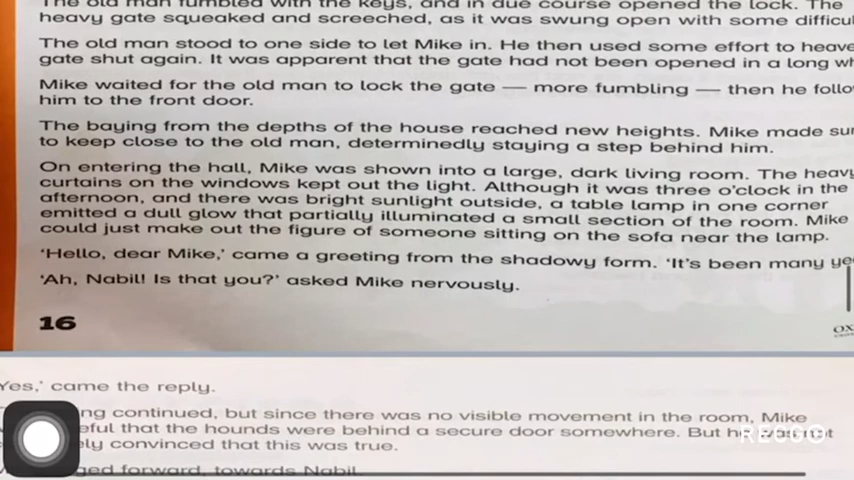 The old man fumbled with the keys, and in due course opened the lock. The
heavy gate squeaked and screeched, as it was swung open with some
The old man stood to one side to let Mike in. He then used some effort to heave
gate shut again. It was apparent that the gate had not been opened in a long
Mike waited for the old man to lock the gate — more fumbling — then he
him to the front door.
The baying from the depths of the house reached new heights. Mike made
to keep close to the old man, determinedly staying a step behind him.
On entering the hall, Mike was shown into a large, dark living room. The heavy
curtains on the windows kept out the light. Although it was three o'clock in the
afternoon, and there was bright sunlight outside, a table lamp in one corner
emitted a dull glow that partially illuminated a small section of the room. Mike
could just make out the figure of someone sitting on the sofa near the lamp.
'Hello, dear Mike,' came a greeting from the shadowy form. 'It's been many
'Ah, Nabil! Is that you?' asked Mike nervously.
16
OX
Yes,' came the reply.
continued, but since there was no visible movement in the room, Mike
that the hounds were behind a secure door somewhere. But he was not
convinced that this was true.
forward, towards Nabil.
RECGO